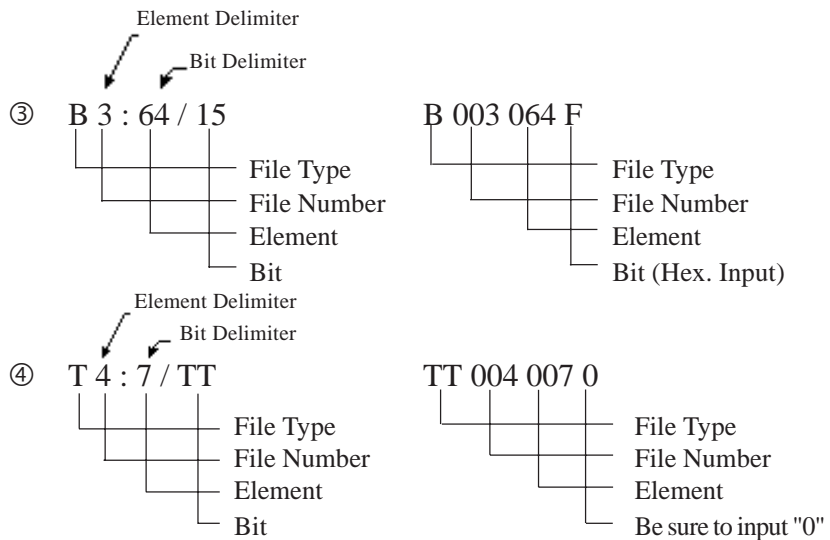 Element Delimiter
Bit Delimiter
③ B 3 : 64 / 15 B 003 064 F
File Type File Type
File Number File Number
Element Element
Bit Bit (Hex. Input)
Element Delimiter
Bit Delimiter
④ T 4 : 7 / TT TT 004 007 0
File Type File Type
File Number File Number
Element Element
Bit Be sure to input "0"